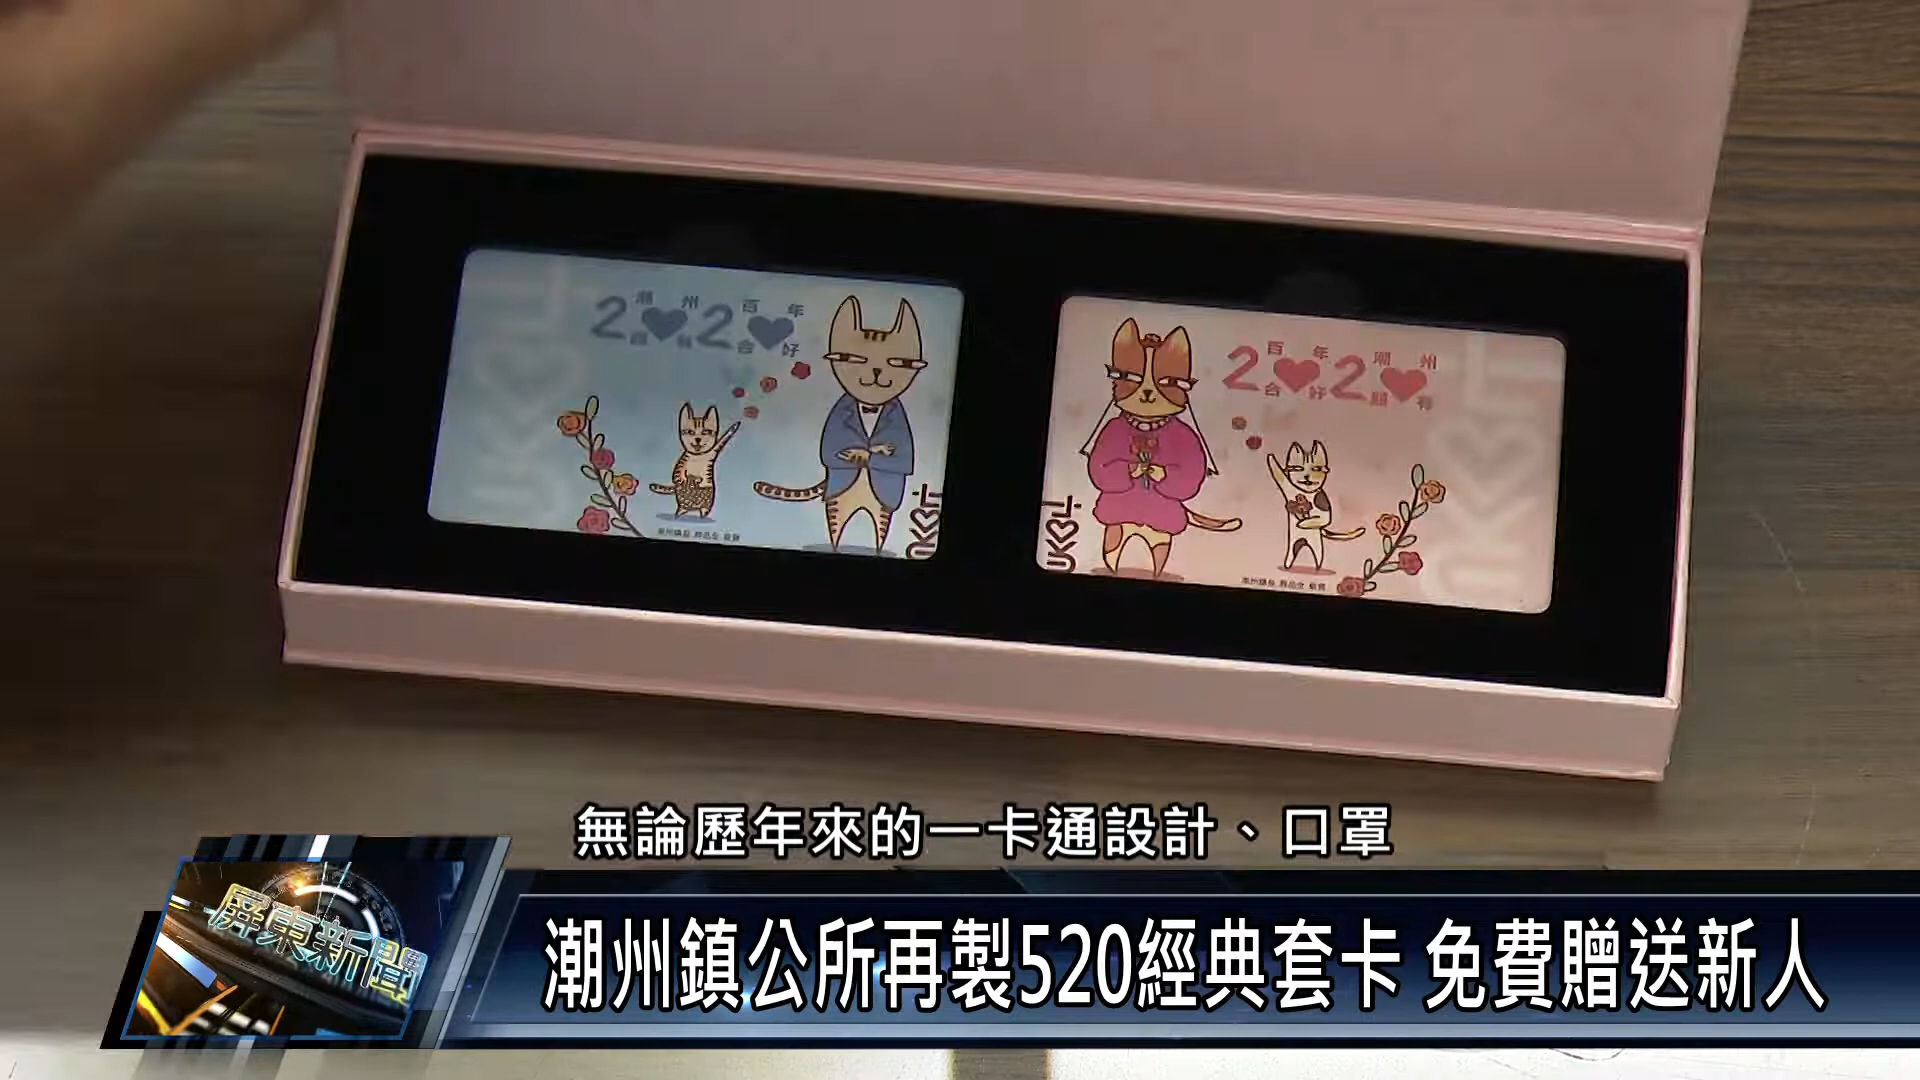 潮州 百年
2♥2♥
合好
百年 潮州
2♥2♥
合好
無論歷年來的一卡通設計、口罩
屏東新聞
潮州鎮公所再製520經典套卡 免費贈送新人